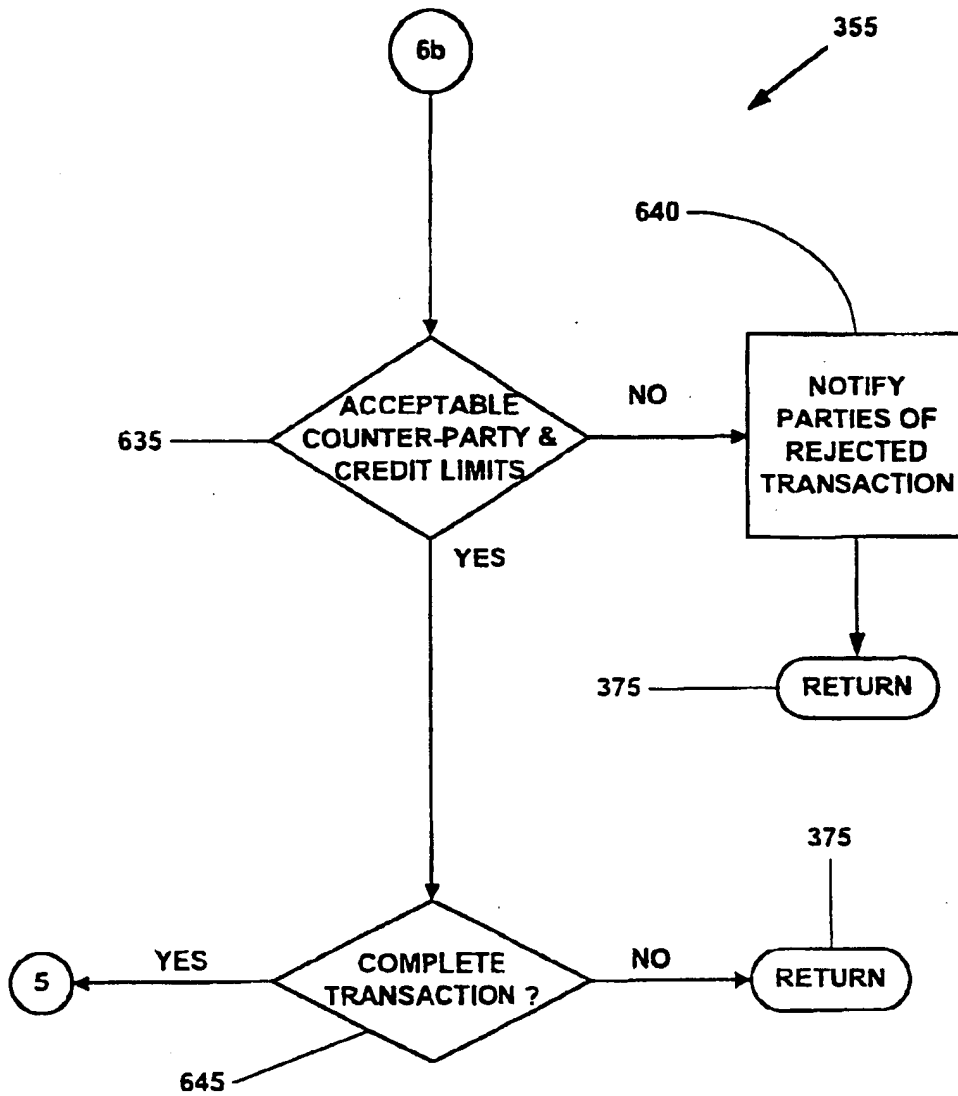 6b
355
640
ACCEPTABLE
COUNTER-PARTY &
CREDIT LIMITS
635
NO
NOTIFY
PARTIES OF
REJECTED
TRANSACTION
YES
375
RETURN
375
5
YES
COMPLETE
TRANSACTION ?
NO
RETURN
645